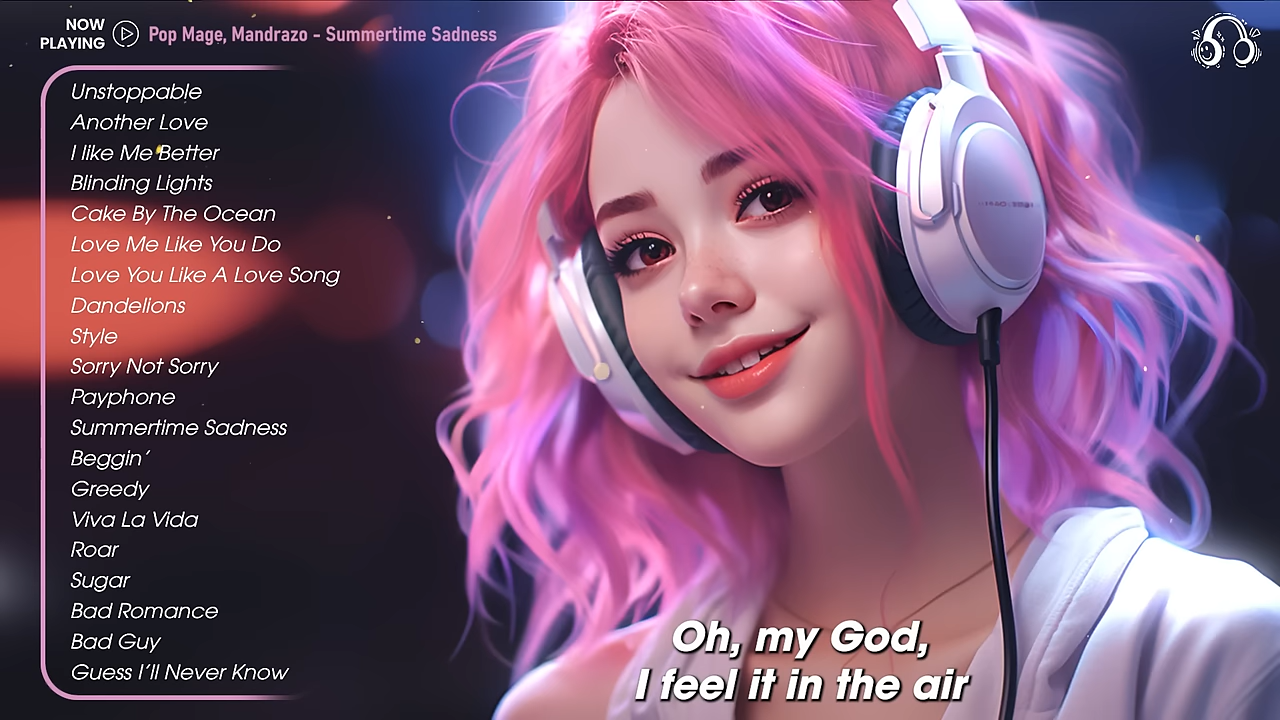 NOW
PLAYING
Pop Mage, Mandrazo - Summertime Sadness
Unstoppable
Another Love
I like Me Better
Blinding Lights
Cake By The Ocean
Love Me Like You Do
Love You Like A Love Song
Dandelions
Style
Sorry Not Sorry
Payphone
Summertime Sadness
Beggin'
Greedy
Viva La Vida
Roar
Sugar
Bad Romance
Bad Guy
Guess I'll Never Know
Oh, my God,
I feel it in the air